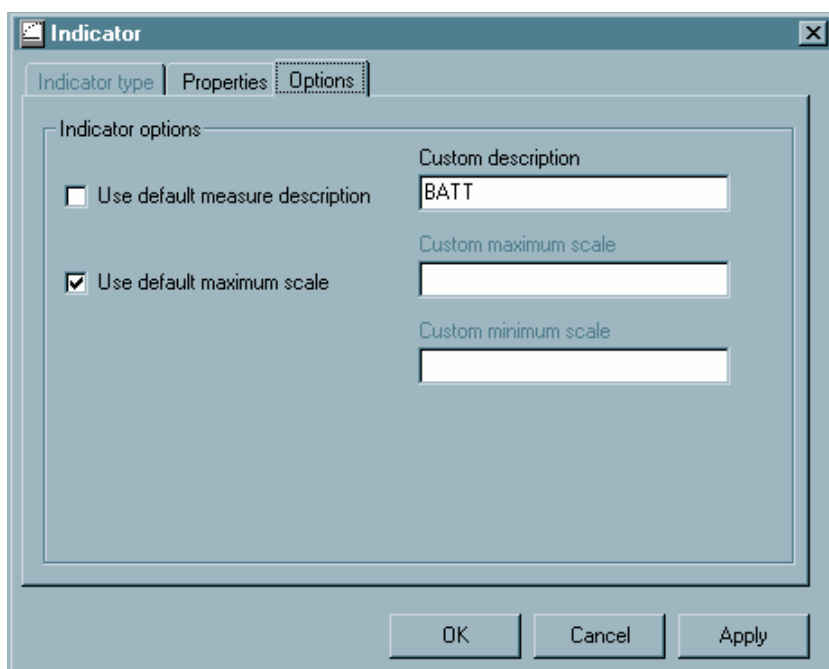 Indicator
Indicator type Properties Options
Indicator options
Custom description
Use default measure description
BATT
Custom maximum scale
Use default maximum scale
Custom minimum scale
OK Cancel Apply